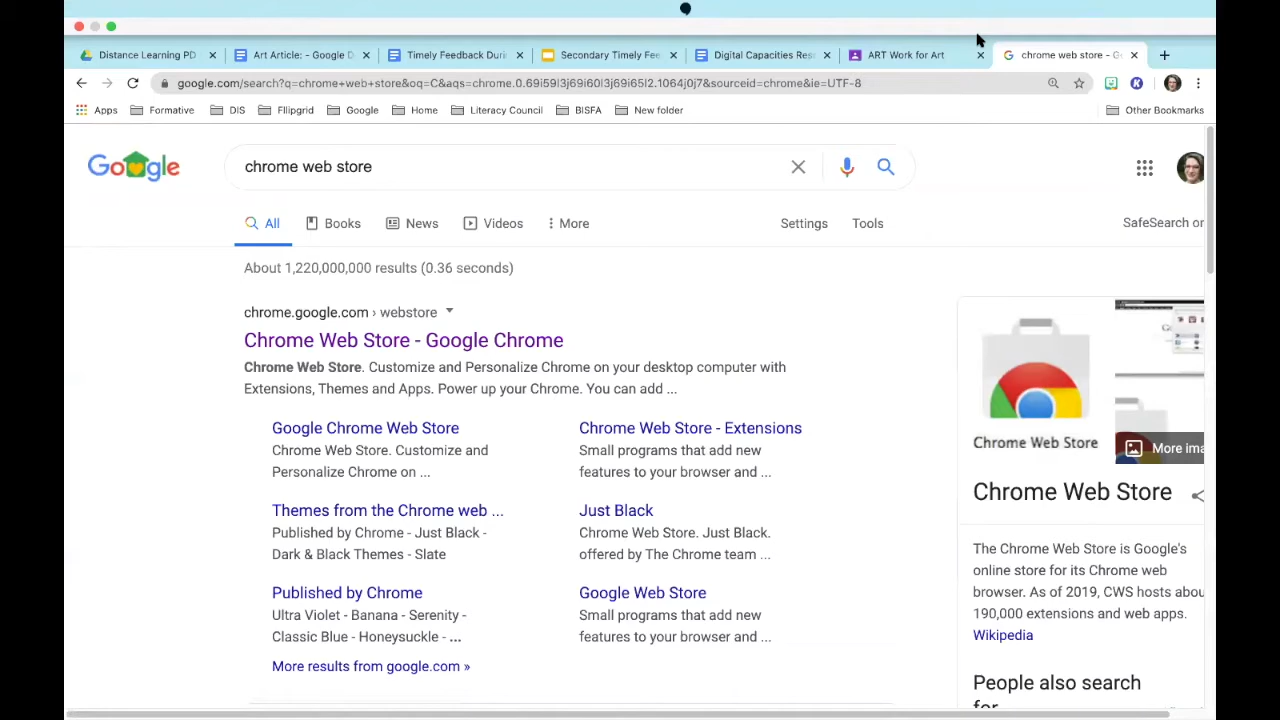 Distance Learning PD
Art Article: - Google D
Timely Feedback Duri
Secondary Timely Fee
Digital Capacities Res
ART Work for Art
chrome web store - G
google.com/search?q=chrome+web+store&oq=C&aqs=chrome.0.69i59l3j69i60l3j69i65l2.1064j0j7&sourceid=chrome&ie=UTF-8
Apps
Formative
DIS
Flipgrid
Google
Home
Literacy Council
BISFA
New folder
Other Bookmarks
Google
chrome web store
All
Books
News
Videos
More
Settings
Tools
SafeSearch on
About 1,220,000,000 results (0.36 seconds)
chrome.google.com › webstore
Chrome Web Store - Google Chrome
Chrome Web Store. Customize and Personalize Chrome on your desktop computer with
Extensions, Themes and Apps. Power up your Chrome. You can add ...
Google Chrome Web Store
Chrome Web Store. Customize and
Personalize Chrome on ...
Chrome Web Store - Extensions
Small programs that add new
features to your browser and ...
Themes from the Chrome web ...
Published by Chrome - Just Black -
Dark & Black Themes - Slate
Just Black
Chrome Web Store. Just Black.
offered by The Chrome team ...
Published by Chrome
Ultra Violet - Banana - Serenity -
Classic Blue - Honeysuckle - ...
Google Web Store
Small programs that add new
features to your browser and ...
More results from google.com »
Chrome Web Store
More ima
Chrome Web Store
The Chrome Web Store is Google's
online store for its Chrome web
browser. As of 2019, CWS hosts abou
190,000 extensions and web apps.
Wikipedia
People also search
for